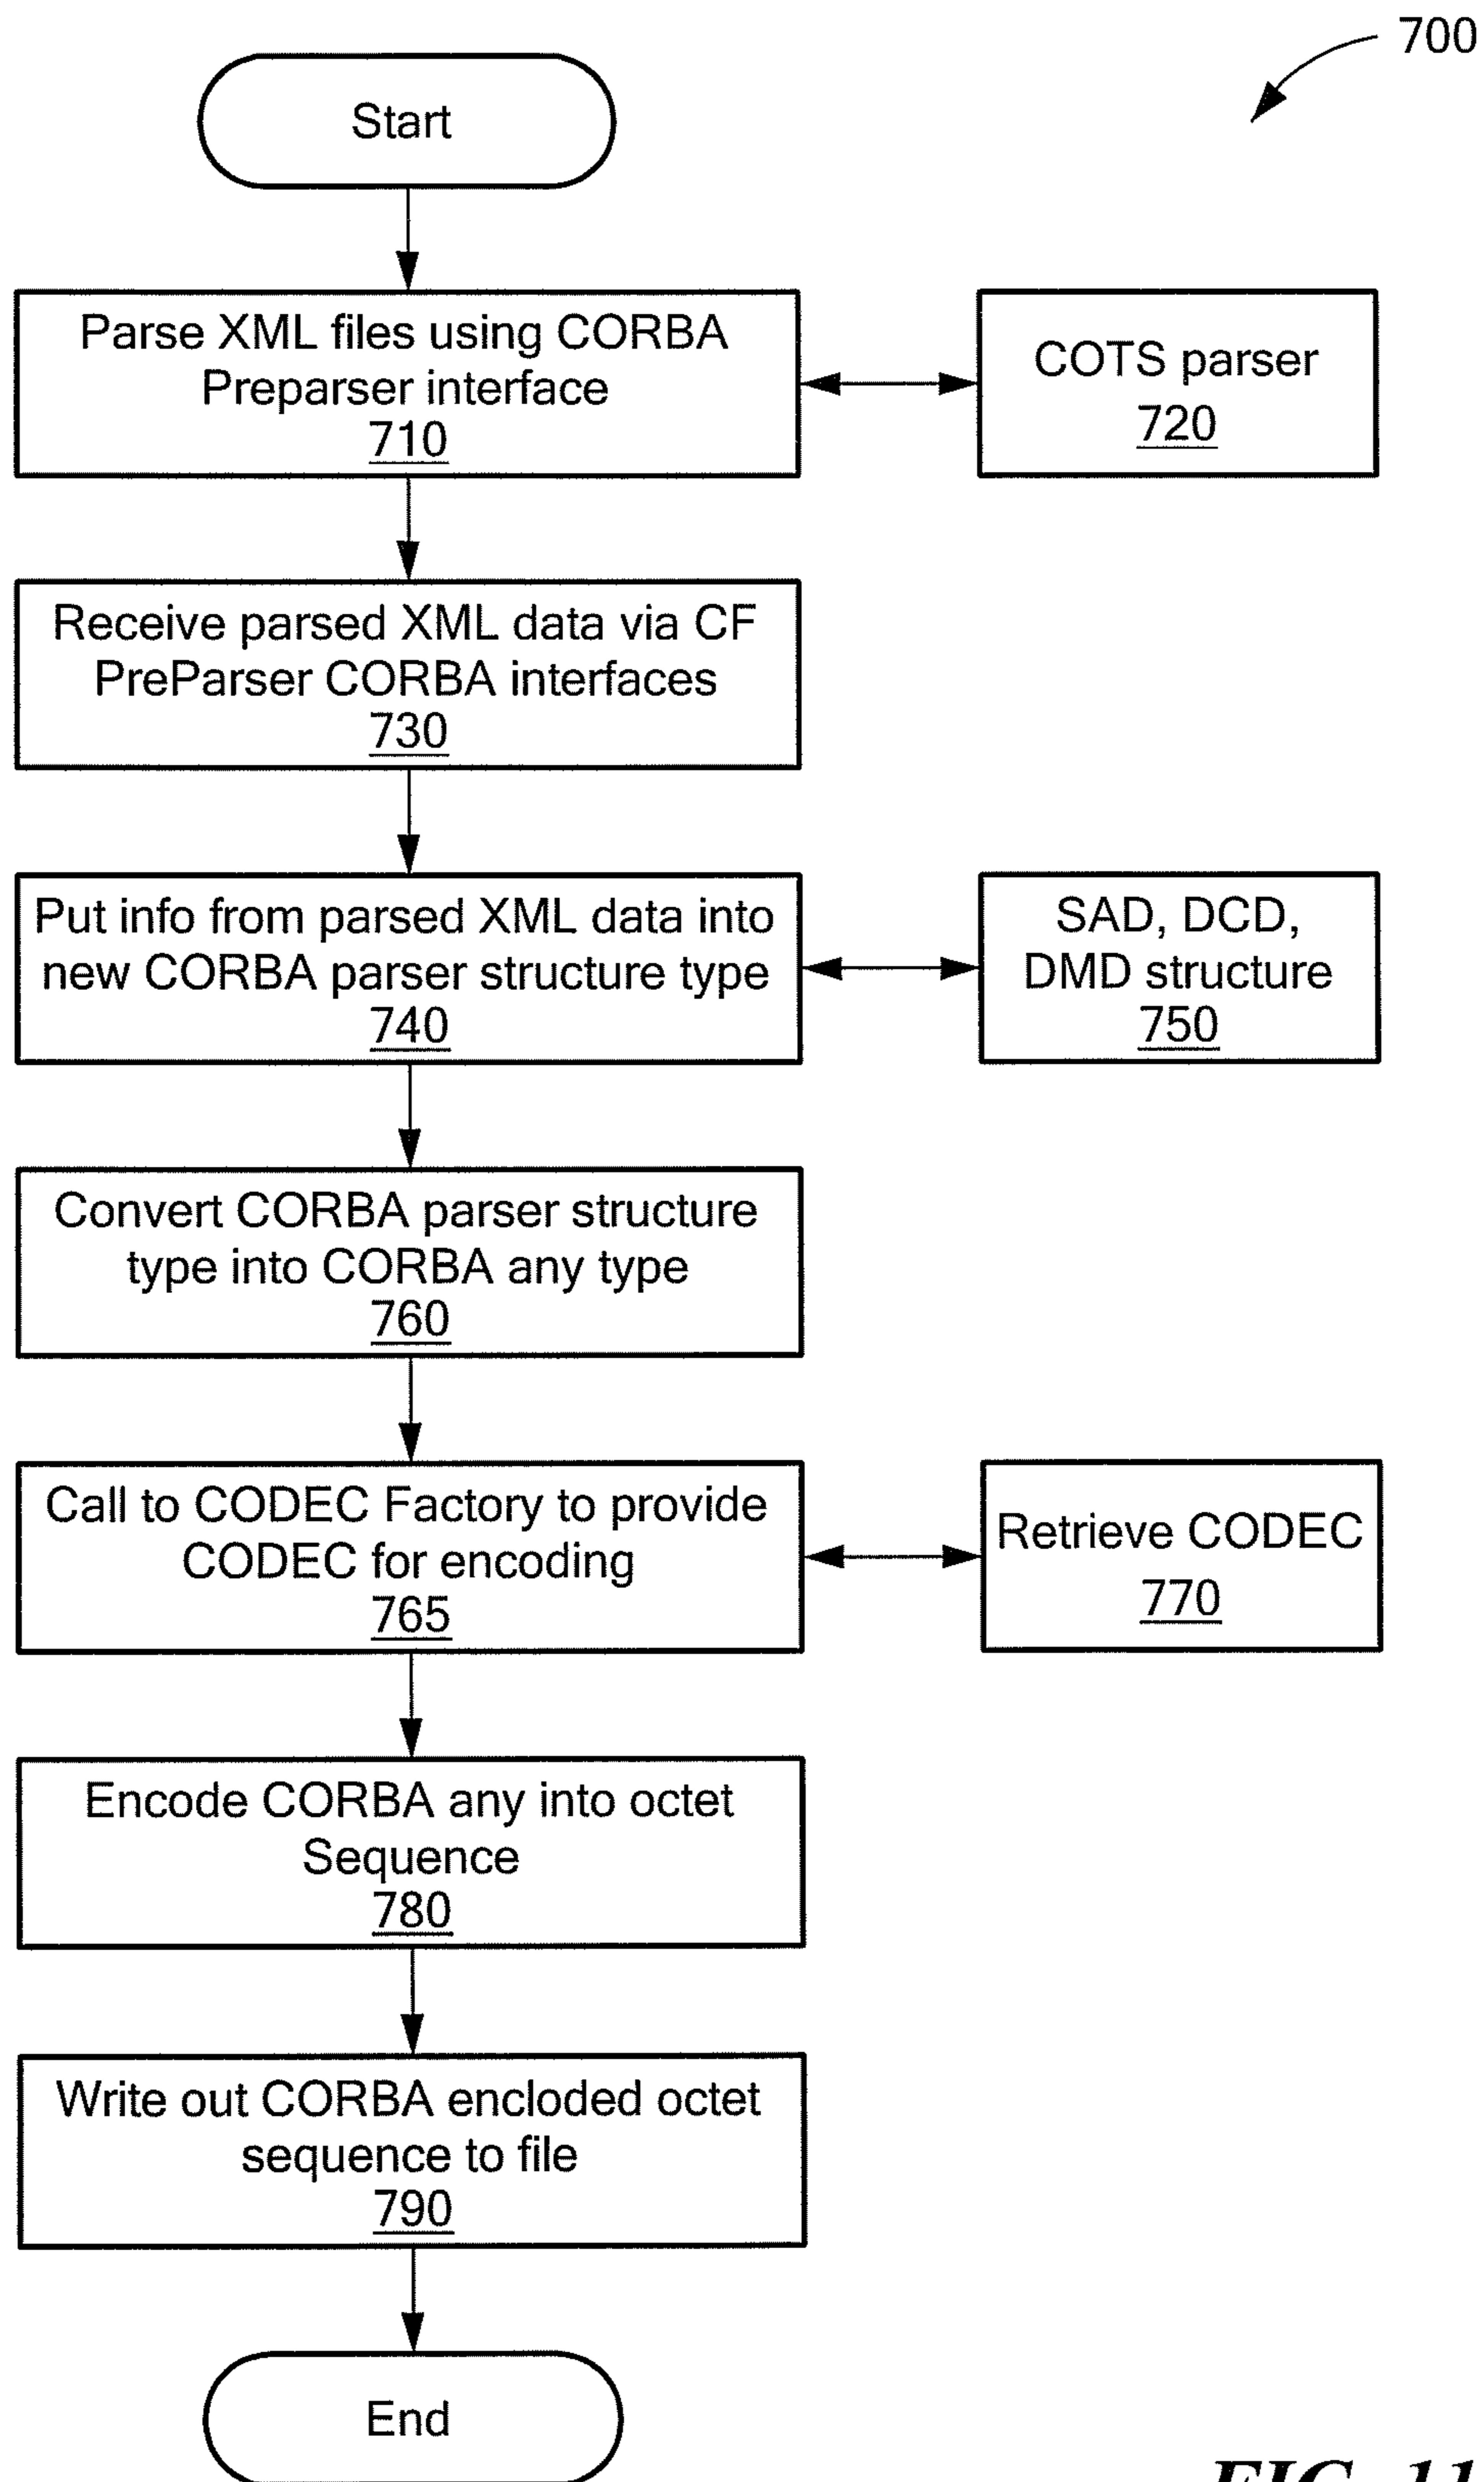 700
Start
Parse XML files using CORBA
Preparser interface
710
COTS parser
720
Receive parsed XML data via CF
PreParser CORBA interfaces
730
Put info from parsed XML data into
new CORBA parser structure type
740
SAD, DCD,
DMD structure
750
Convert CORBA parser structure
type into CORBA any type
760
Call to CODEC Factory to provide
CODEC for encoding
765
Retrieve CODEC
770
Encode CORBA any into octet
Sequence
780
Write out CORBA encloded octet
sequence to file
790
End
FIG. 11